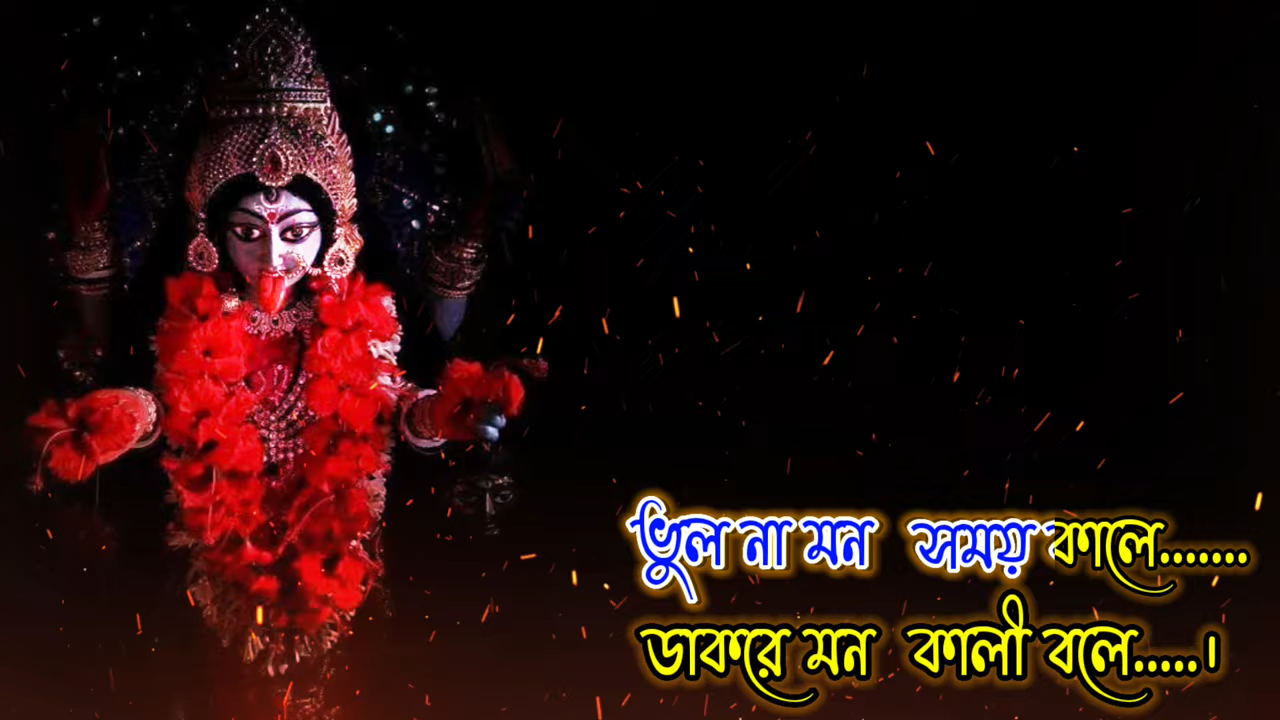 ভুল না মন সময় কালে.......
ডাকরে মন কালী বলে.....।